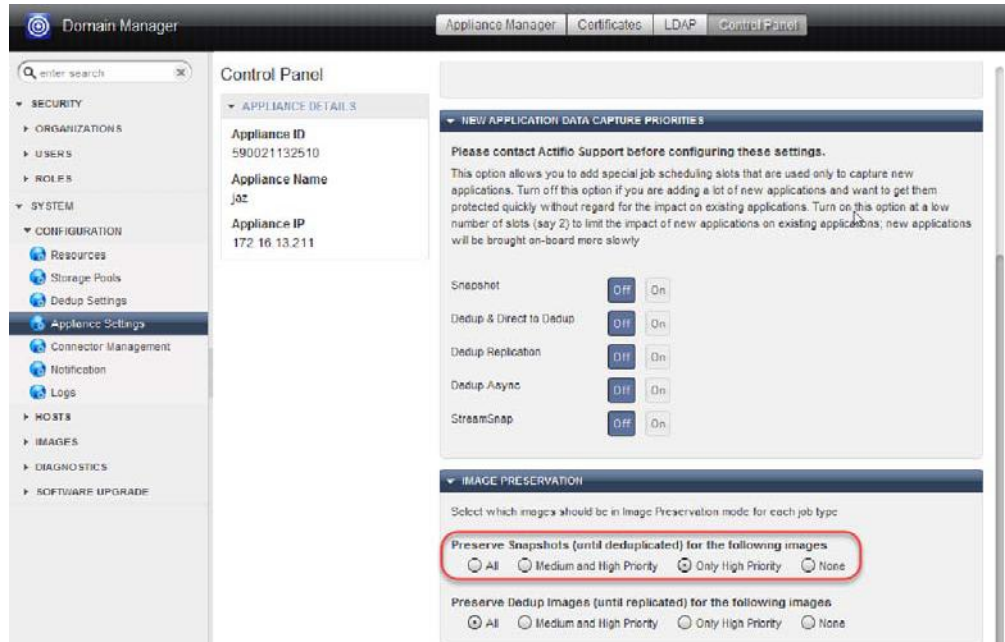 Domain Manager
Appliance Manager
Certificates
LDAP
Control Panel
enter search
SECURITY
ORGANIZATIONS
USERS
ROLES
SYSTEM
CONFIGURATION
Resources
Storage Pools
Dedup Settings
Appliance Settings
Connector Management
Notification
Logs
HOSTS
IMAGES
DIAGNOSTICS
SOFTWARE UPGRADE
Control Panel
APPLIANCE DETAILS
Appliance ID
590021132510
Appliance Name
jaz
Appliance IP
172.16.13.211
NEW APPLICATION DATA CAPTURE PRIORITIES
Please contact Actifio Support before configuring these settings.
This option allows you to add special job scheduling slots that are used only to capture new
applications. Turn off this option if you are adding a lot of new applications and want to get them
protected quickly without regard for the impact on existing applications. Turn on this option at a low
number of slots (say 2) to limit the impact of new applications on existing applications; new applications
will be brought on-board more slowly
Snapshot Off On
Dedup & Direct to Dedup Off On
Dedup Replication Off On
Dedup Async Off On
StreamSnap Off On
IMAGE PRESERVATION
Select which images should be in Image Preservation mode for each job type
Preserve Snapshots (until deduplicated) for the following images
All Medium and High Priority Only High Priority None
Preserve Dedup Images (until replicated) for the following images
All Medium and High Priority Only High Priority None